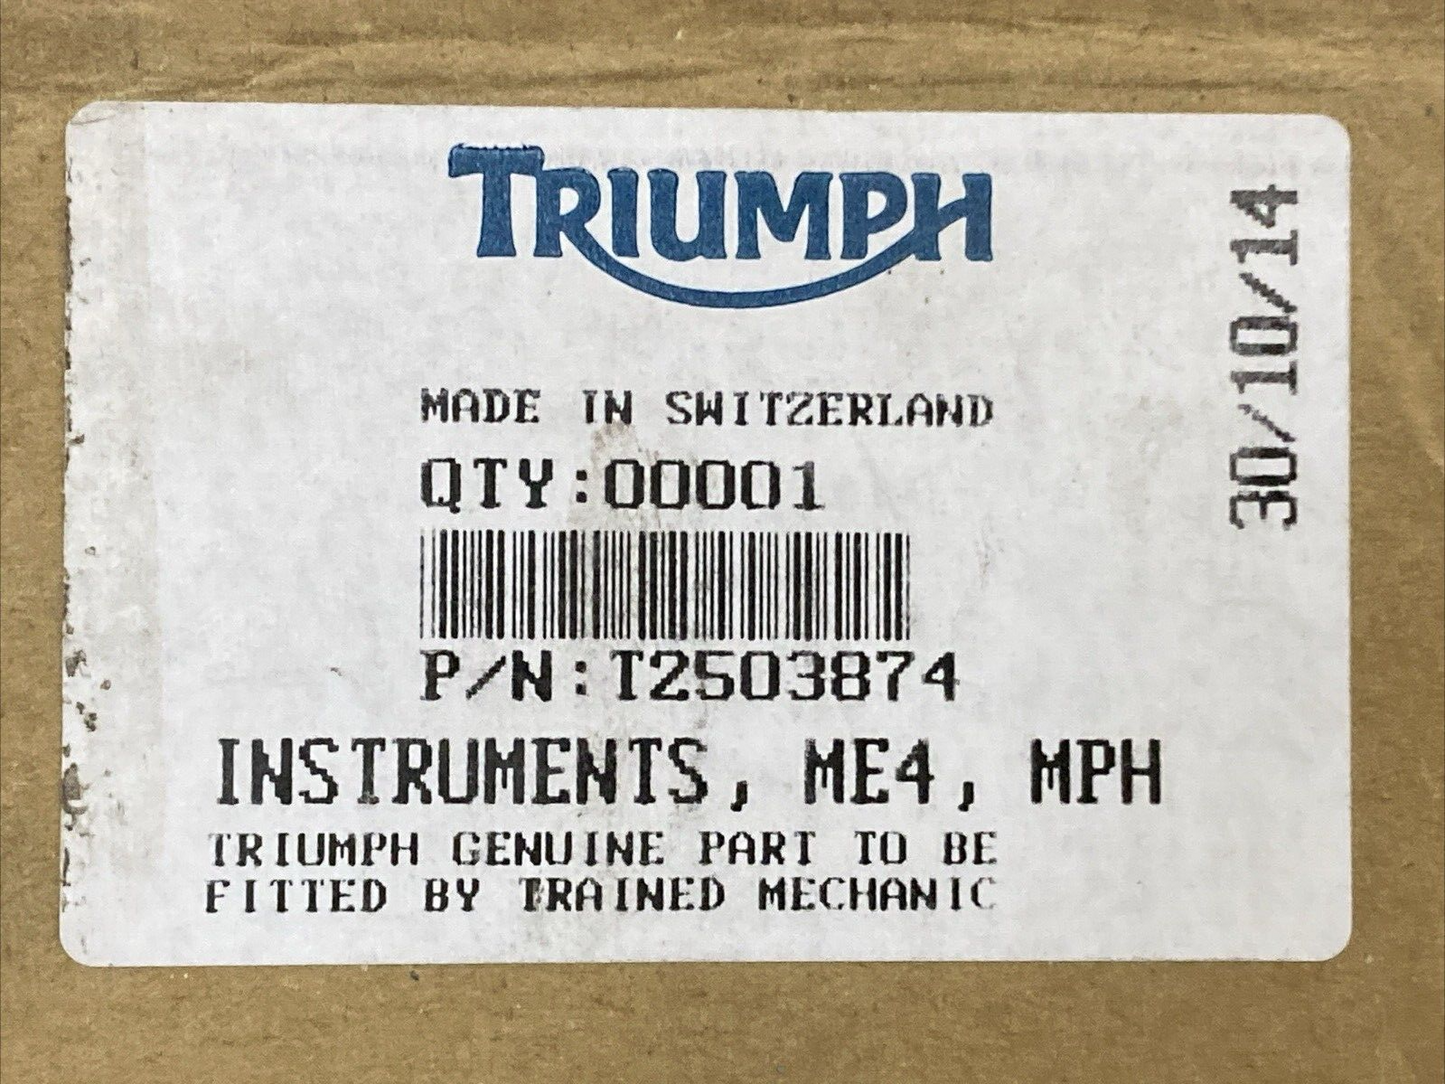 TRIUMPH
MADE IN SWITZERLAND
QTY:00001
P/N:T2503874
INSTRUMENTS, ME4, MPH
TRIUMPH GENUINE PART TO BE
FITTED BY TRAINED MECHANIC
30/10/14